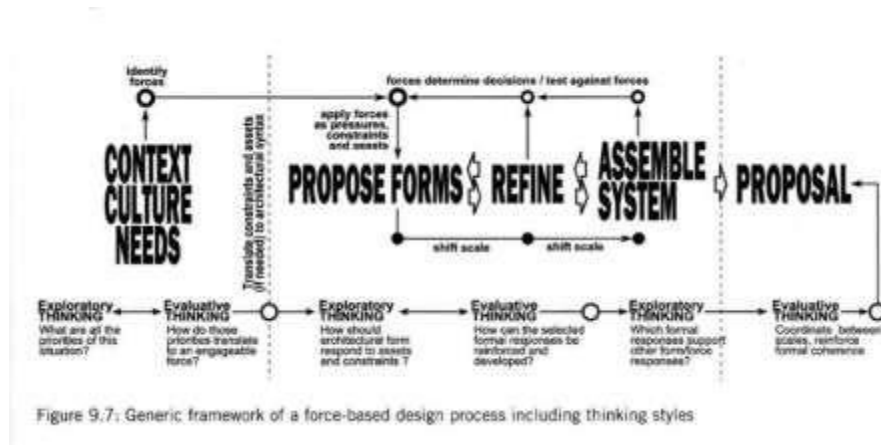 Identify
forces
forces determine decisions / test against forces
apply forces
as pressures,
constraints
and assets
Translate constraints and assets
(if needed) to architectural syntax
CONTEXT
CULTURE
NEEDS
PROPOSE FORMS
REFINE
ASSEMBLE
SYSTEM
PROPOSAL
shift scale
shift scale
Exploratory
THINKING
What are all the
priorities of this
situation?
Evaluative
THINKING
How do those
priorities translate
to an engageable
force?
Exploratory
THINKING
How should
architectural form
respond to assets
and constraints ?
Evaluative
THINKING
How can the selected
formal responses be
reinforced and
developed?
Exploratory
THINKING
Which formal
responses support
other form/force
responses?
Evaluative
THINKING
Coordinate between
scales, reinforce
formal coherence
Figure 9.7: Generic framework of a force-based design process including thinking styles